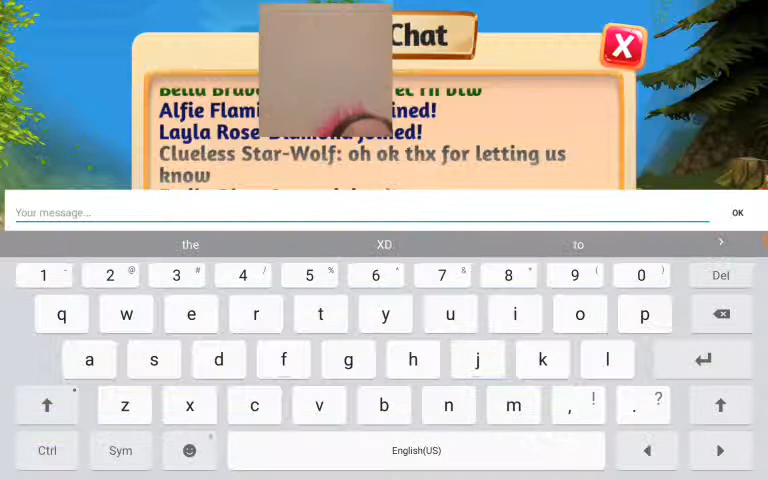 Chat
Alfie Flami ined!
Layla Rose joined!
Clueless Star-Wolf: oh ok thx for letting us
know
Your message...
OK
the XD to >
1 - 2 @ 3 # 4 / 5 % 6 ^ 7 & 8 * 9 ( 0 ) Del
q w e r t y u i o p
a s d f g h j k l
z x c v b n m , ! . ?
Ctrl Sym English(US)